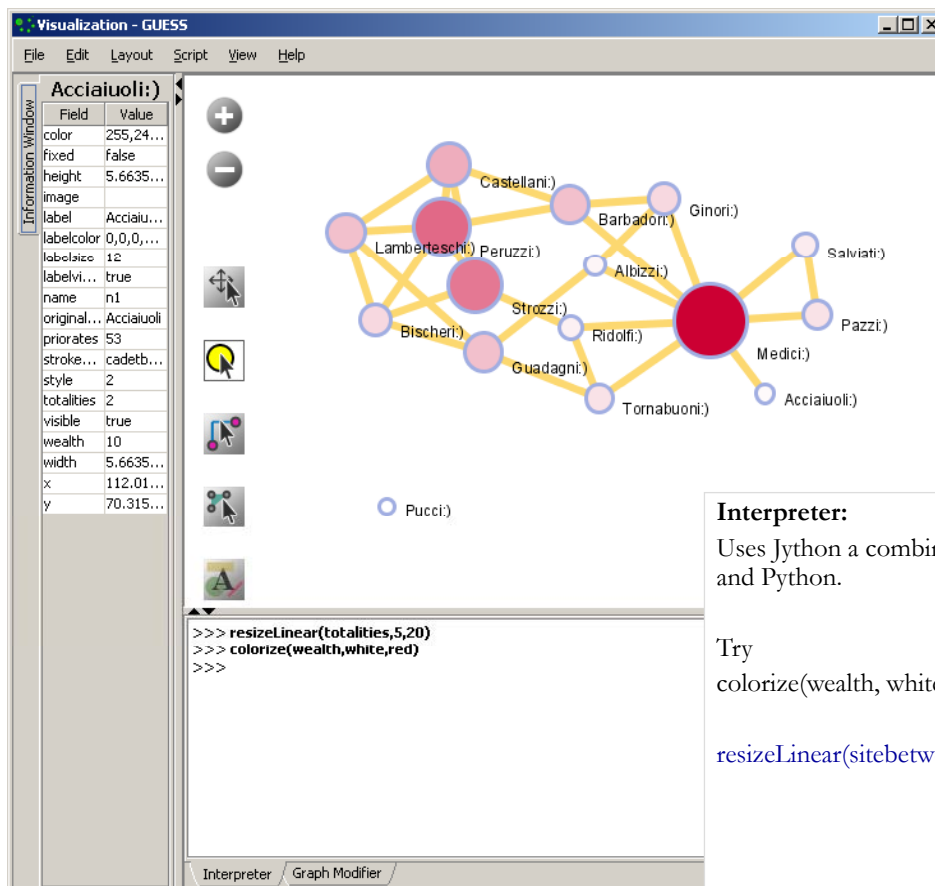 Visualization - GUESS
File Edit Layout Script View Help
Information Window
Acciaiuoli:)
Field Value
color 255,24...
fixed false
height 5.6635...
image
label Acciaiu...
labelcolor 0,0,0,...
labelsize 12
labelvi... true
name n1
original... Acciaiuoli
priorates 53
stroke... cadetb...
style 2
totalities 2
visible true
wealth 10
width 5.6635...
x 112.01...
y 70.315...
Castellani:)
Barbadori:)
Ginori:)
Lamberteschi:)
Peruzzi:)
Salviati:)
Albizzi:)
Strozzi:)
Bischeri:)
Ridolfi:)
Pazzi:)
Medici:)
Guadagni:)
Tornabuoni:)
Acciaiuoli:)
Pucci:)
A
>>> resizeLinear(totalities,5,20)
>>> colorize(wealth,white,red)
>>>
Interpreter Graph Modifier
Interpreter:
Uses Jython a combi
and Python.
Try
colorize(wealth, white
resizeLinear(sitebetw